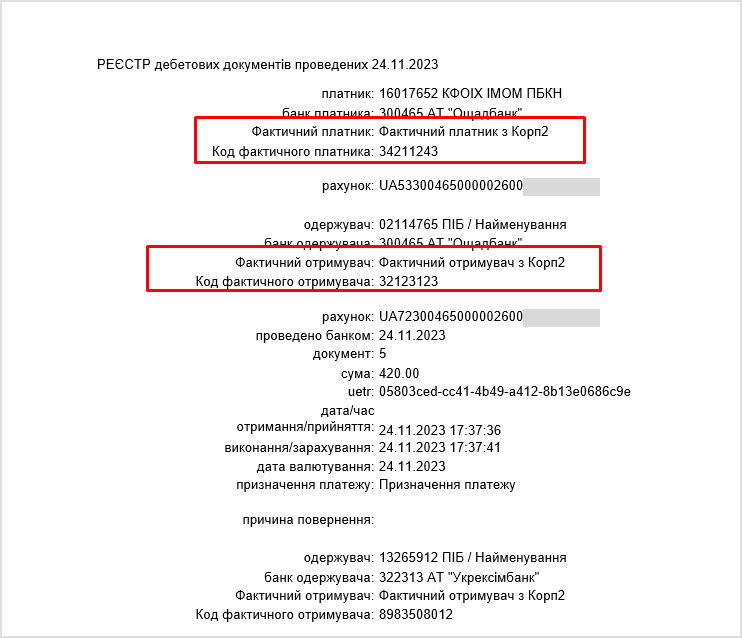 РЕЄСТР дебетових документів проведених 24.11.2023
платник: 16017652 КФОІХ ІМОМ ПБКН
банк платника: 300465 АТ "Ощадбанк"
Фактичний платник: Фактичний платник з Корп2
Код фактичного платника: 34211243
рахунок: UA53300465000002600
одержувач: 02114765 ПІБ / Найменування
банк одержувача: 300465 АТ "Ощадбанк"
Фактичний отримувач: Фактичний отримувач з Корп2
Код фактичного отримувача: 32123123
рахунок: UA72300465000002600
проведено банком: 24.11.2023
документ: 5
сума: 420.00
uetr: 05803ced-cc41-4b49-a412-8b13e0686c9e
дата/час
отримання/прийняття: 24.11.2023 17:37:36
виконання/зарахування: 24.11.2023 17:37:41
дата валютування: 24.11.2023
призначення платежу: Призначення платежу
причина повернення:
одержувач: 13265912 ПІБ / Найменування
банк одержувача: 322313 АТ "Укрексімбанк"
Фактичний отримувач: Фактичний отримувач з Корп2
Код фактичного отримувача: 8983508012